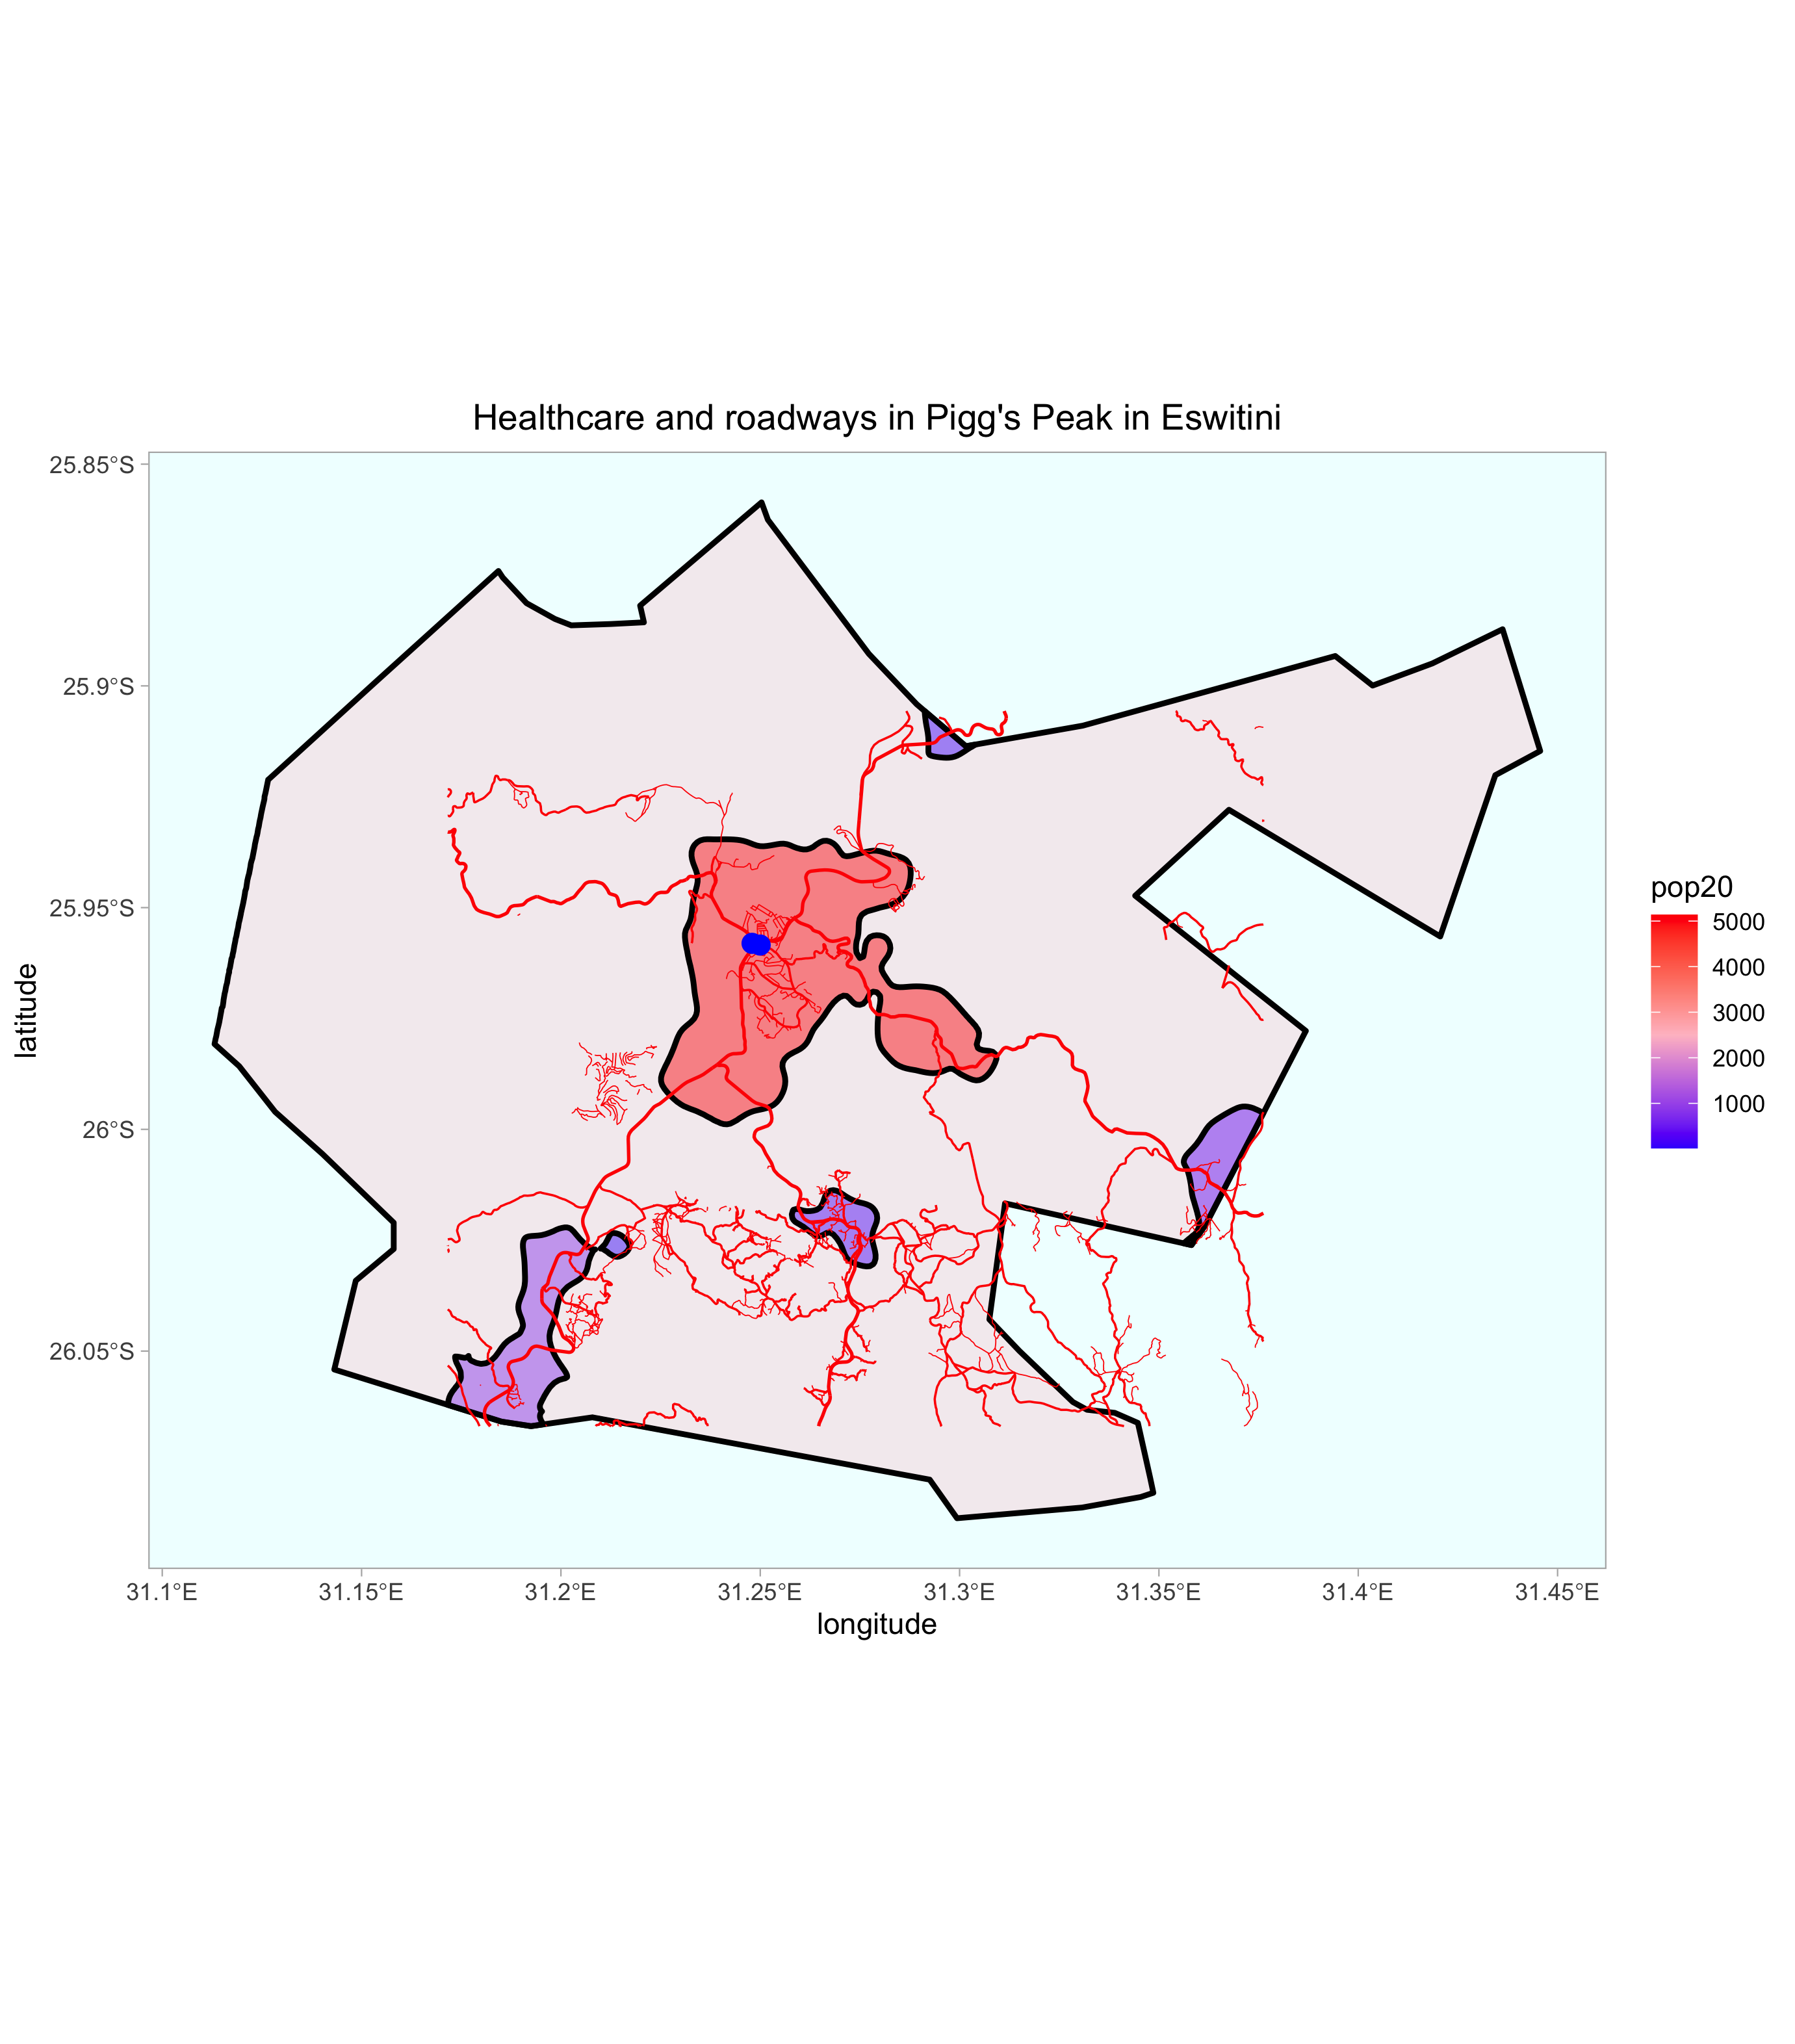 Healthcare and roadways in Pigg's Peak in Eswitini
25.85°S
25.9°S
25.95°S
26°S
26.05°S
latitude
31.1°E
31.15°E
31.2°E
31.25°E
31.3°E
31.35°E
31.4°E
31.45°E
longitude
pop20
5000
4000
3000
2000
1000